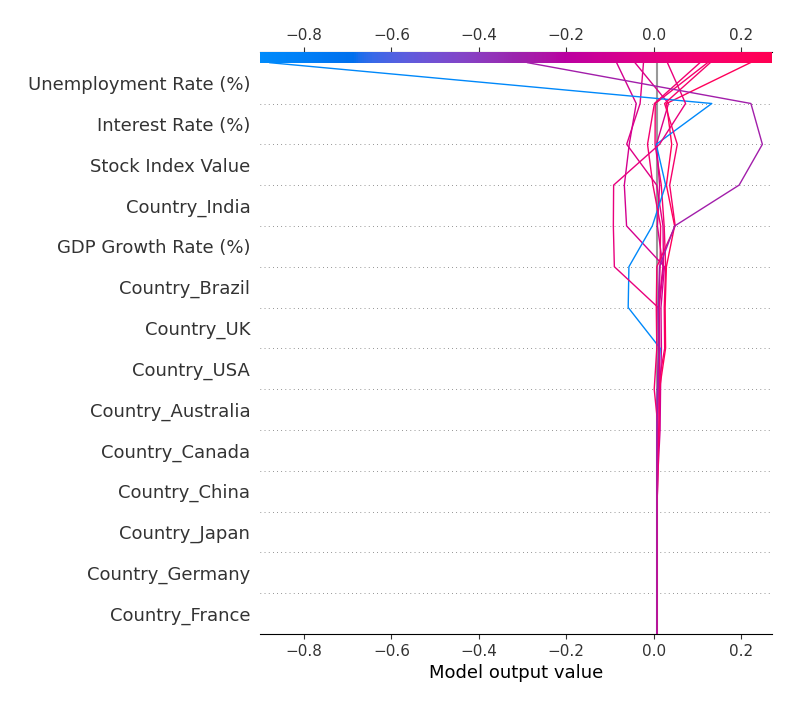 −0.8 −0.6 −0.4 −0.2 0.0 0.2
Unemployment Rate (%)
Interest Rate (%)
Stock Index Value
Country_India
GDP Growth Rate (%)
Country_Brazil
Country_UK
Country_USA
Country_Australia
Country_Canada
Country_China
Country_Japan
Country_Germany
Country_France
−0.8 −0.6 −0.4 −0.2 0.0 0.2
Model output value